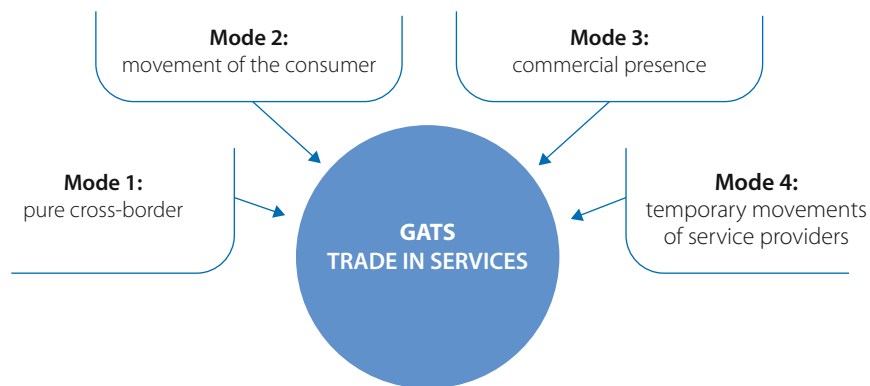 Mode 2:
movement of the consumer
Mode 3:
commercial presence
Mode 1:
pure cross-border
Mode 4:
temporary movements
of service providers
GATS
TRADE IN SERVICES